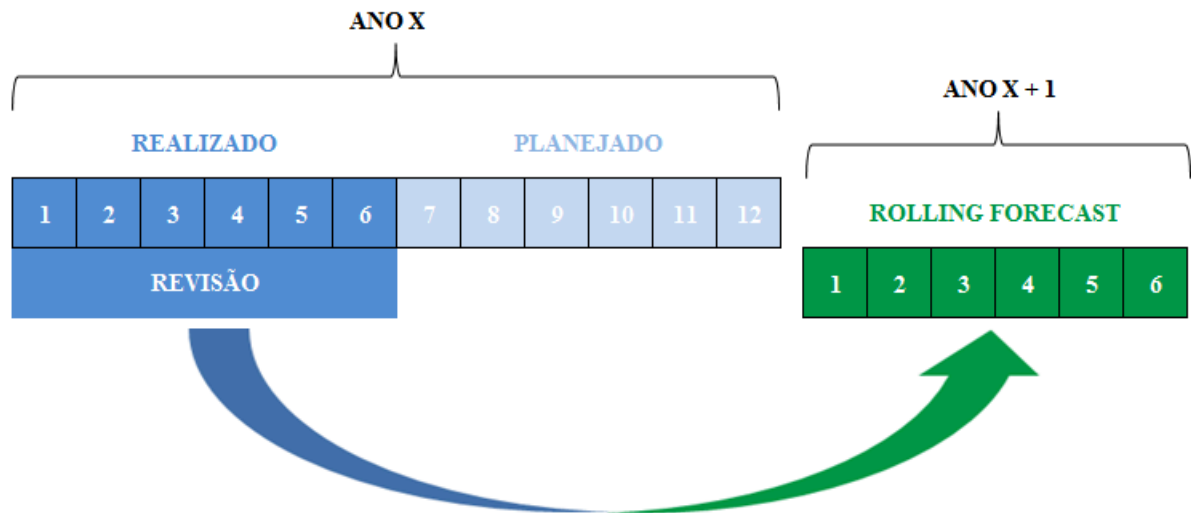 ANO X
ANO X + 1
REALIZADO PLANEJADO
ROLLING FORECAST
1 2 3 4 5 6 7 8 9 10 11 12
REVISÃO
1 2 3 4 5 6